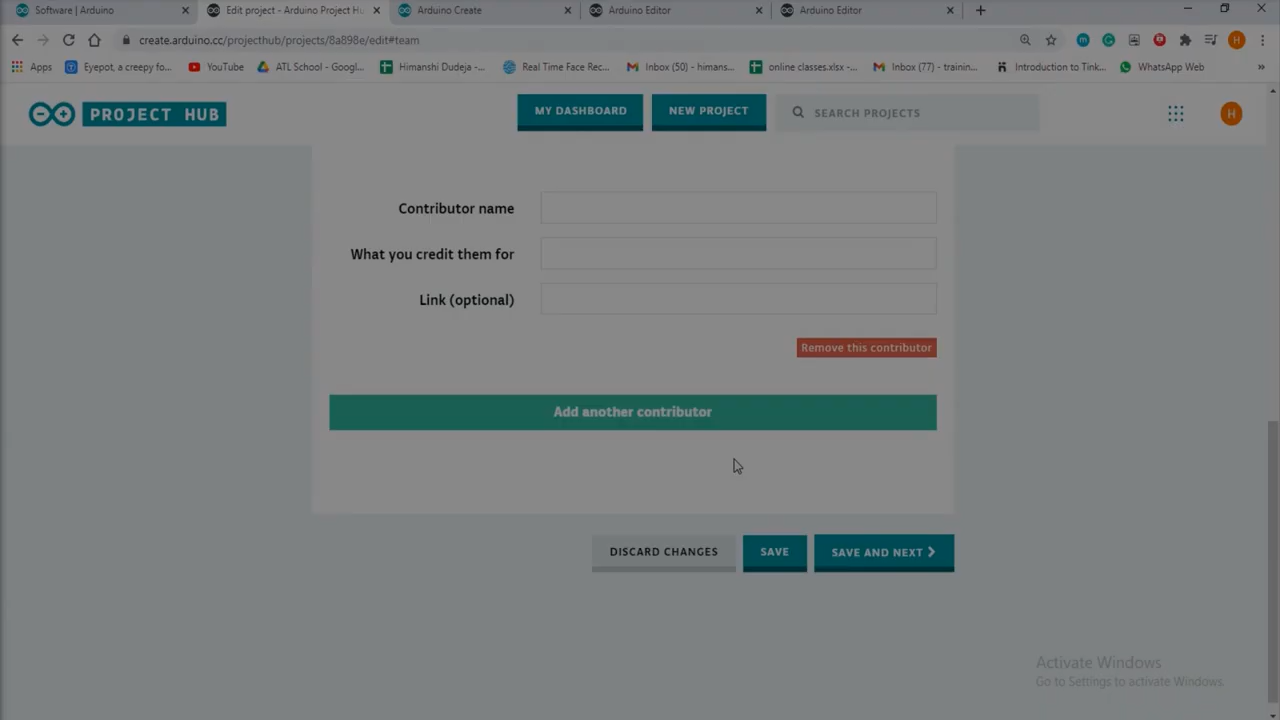 Software | Arduino
Edit project - Arduino Project Hu
Arduino Create
Arduino Editor
Arduino Editor
create.arduino.cc/projecthub/projects/8a898e/edit#team
H
Apps
Eyepot, a creepy fo...
YouTube
ATL School - Googl...
Himanshi Dudeja -...
Real Time Face Rec...
Inbox (50) - himans...
online classes.xlsx -...
Inbox (77) - trainin...
Introduction to Tink...
WhatsApp Web
»
PROJECT HUB
MY DASHBOARD
NEW PROJECT
SEARCH PROJECTS
H
Contributor name
What you credit them for
Link (optional)
Remove this contributor
Add another contributor
DISCARD CHANGES
SAVE
SAVE AND NEXT
Activate Windows
Go to Settings to activate Windows.